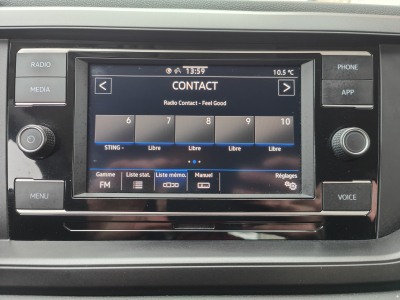 RADIO
MEDIA
MENU
13:59
10.5 °C
CONTACT
Radio Contact - Feel Good
6 7 8 9 10
STING - Libre Libre Libre Libre
Gamme Liste stat. Liste mémo. Manuel Réglages
FM
PHONE
APP
VOICE